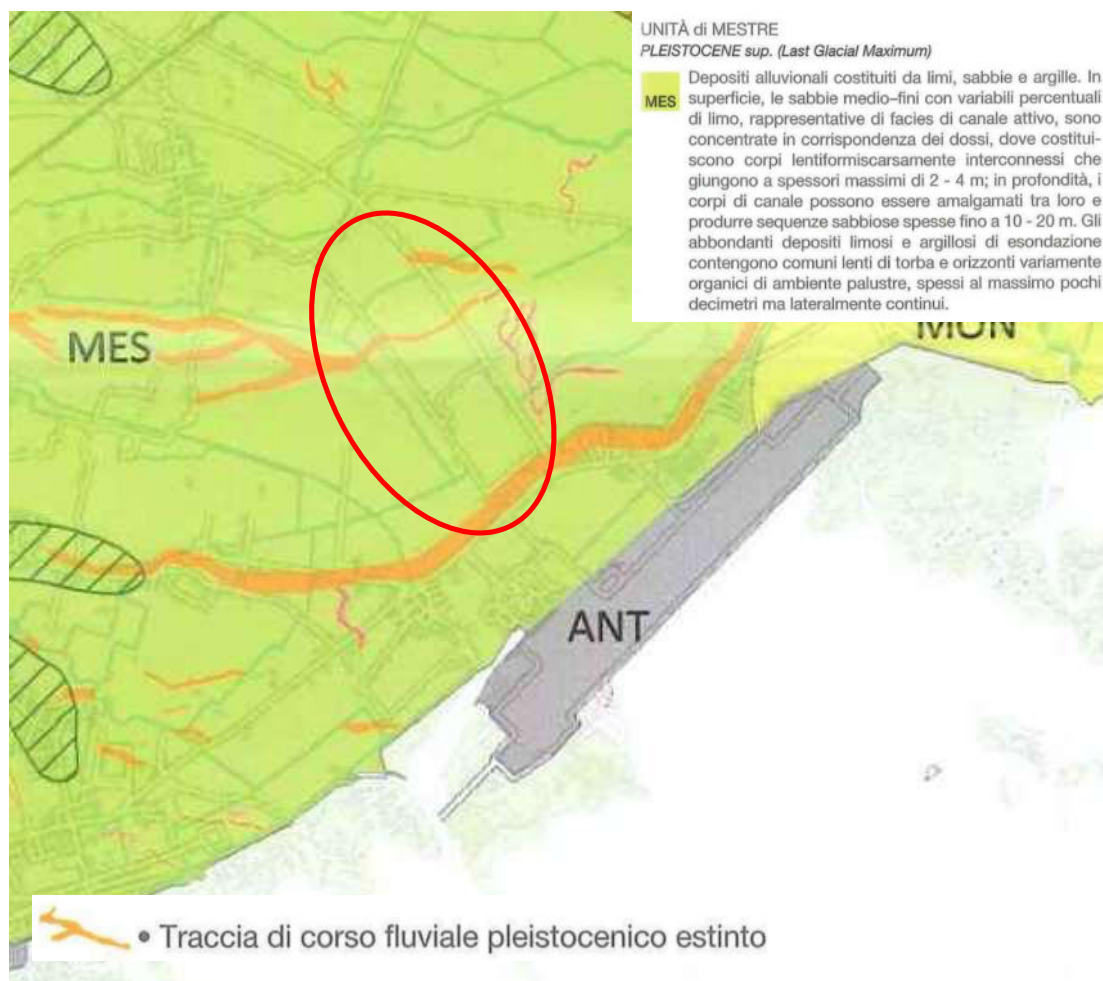 UNITÀ di MESTRE
PLEISTOCENE sup. (Last Glacial Maximum)
MES
Depositi alluvionali costituiti da limi, sabbie e argille. In
superficie, le sabbie medio-fini con variabili percentuali
di limo, rappresentative di facies di canale attivo, sono
concentrate in corrispondenza dei dossi, dove costitui-
scono corpi lentiformiscarsamente interconnessi che
giungono a spessori massimi di 2 - 4 m; in profondità, i
corpi di canale possono essere amalgamati tra loro e
produrre sequenze sabbiose spesse fino a 10 - 20 m. Gli
abbondanti depositi limosi e argillosi di esondazione
contengono comuni lenti di torba e orizzonti variamente
organici di ambiente palustre, spessi al massimo pochi
decimetri ma lateralmente continui.
MON
MES
ANT
• Traccia di corso fluviale pleistocenico estinto